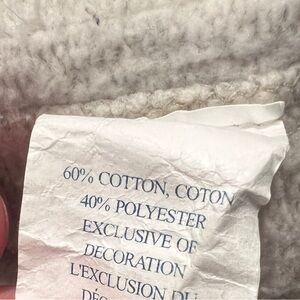 60% COTTON, COTON
40% POLYESTER
EXCLUSIVE OF
DECORATION
L'EXCLUSION DU